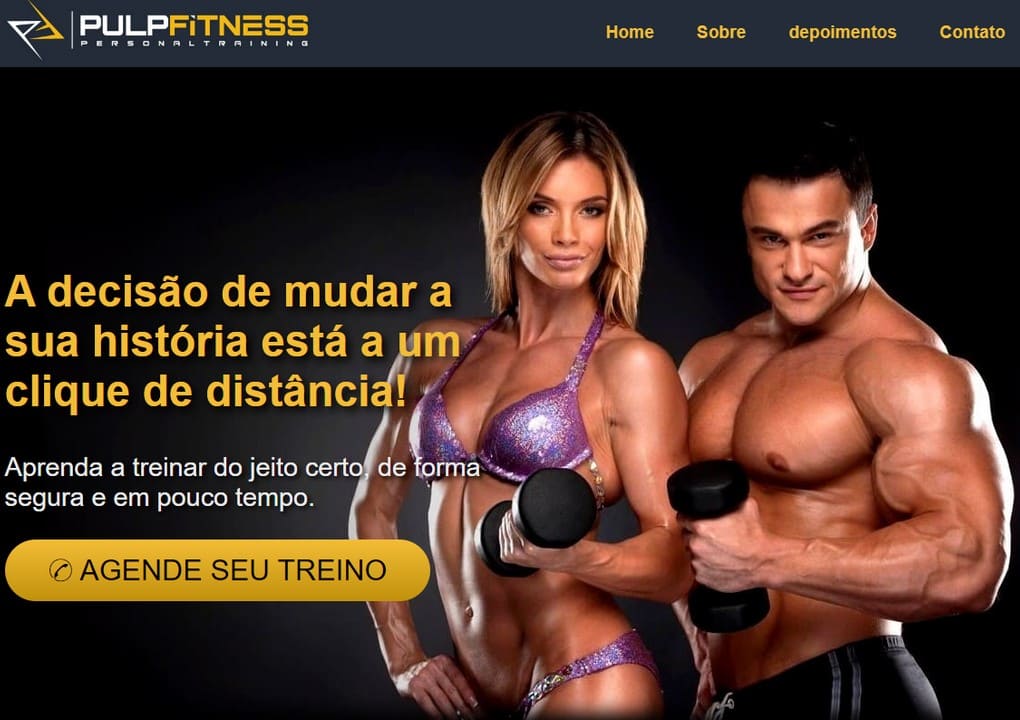 PULPFiTNESS
PERSONALTRAINING
Home Sobre depoimentos Contato
A decisão de mudar a
sua história está a um
clique de distância!
Aprenda a treinar do jeito certo, de forma
segura e em pouco tempo.
✆ AGENDE SEU TREINO